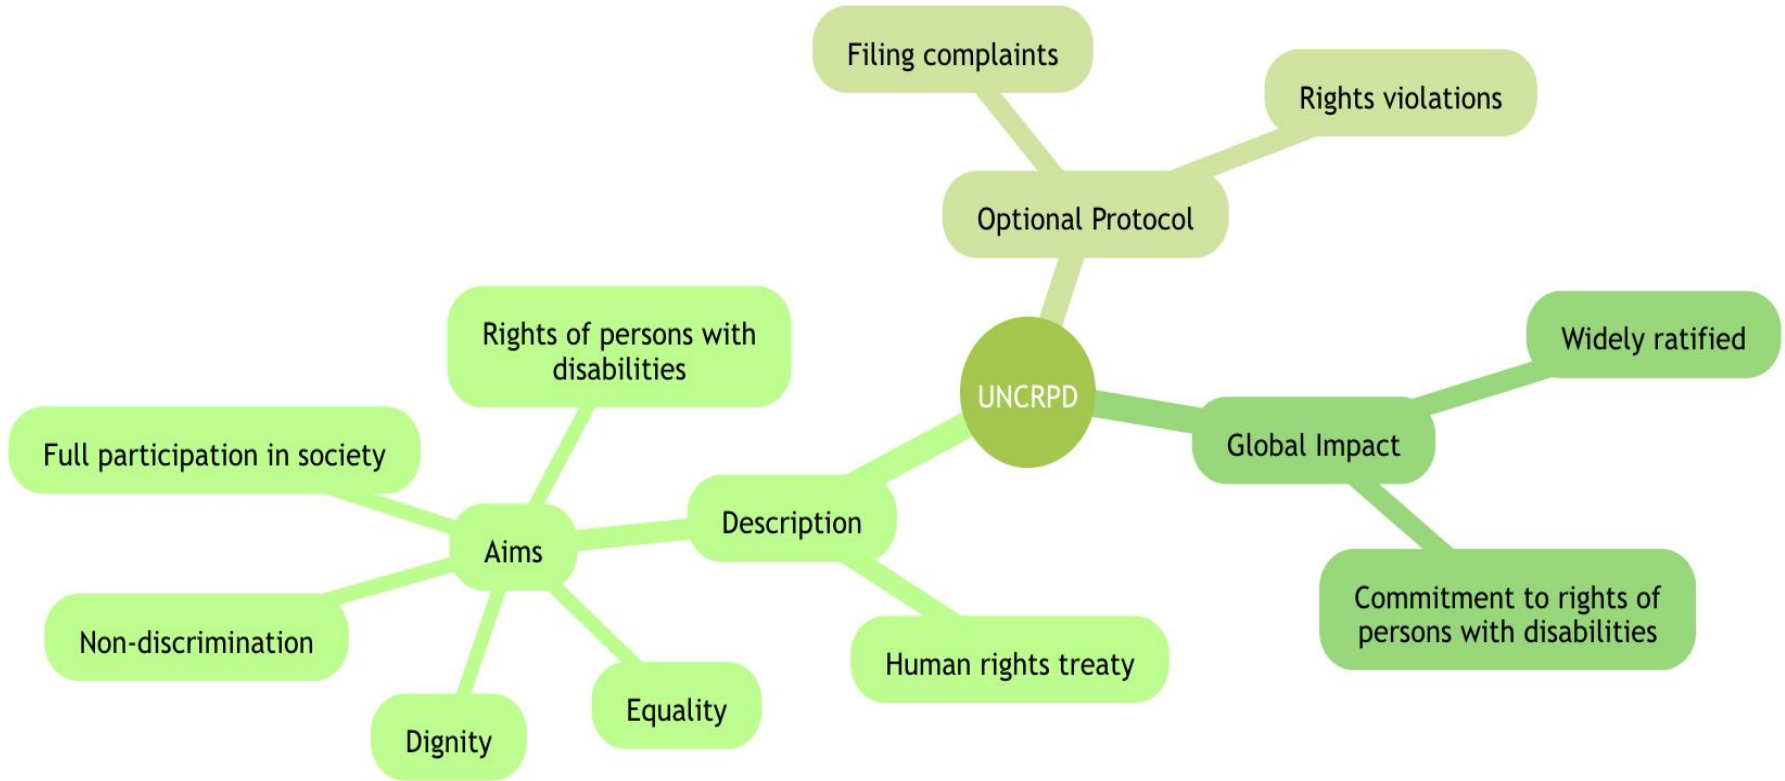 Filing complaints
Rights violations
Optional Protocol
Rights of persons with
disabilities
Widely ratified
UNCRPD
Global Impact
Full participation in society
Description
Aims
Commitment to rights of
persons with disabilities
Non-discrimination
Human rights treaty
Equality
Dignity